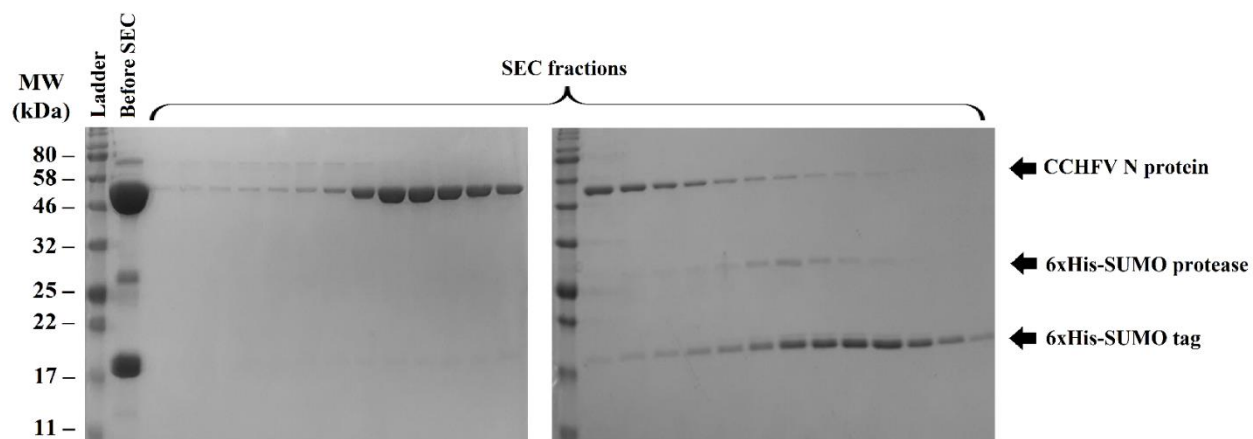 SEC fractions
MW
(kDa)
Ladder
Before SEC
80 –
58 –
46 –
32 –
25 –
22 –
17 –
11 –
CCHFV N protein
6xHis-SUMO protease
6xHis-SUMO tag